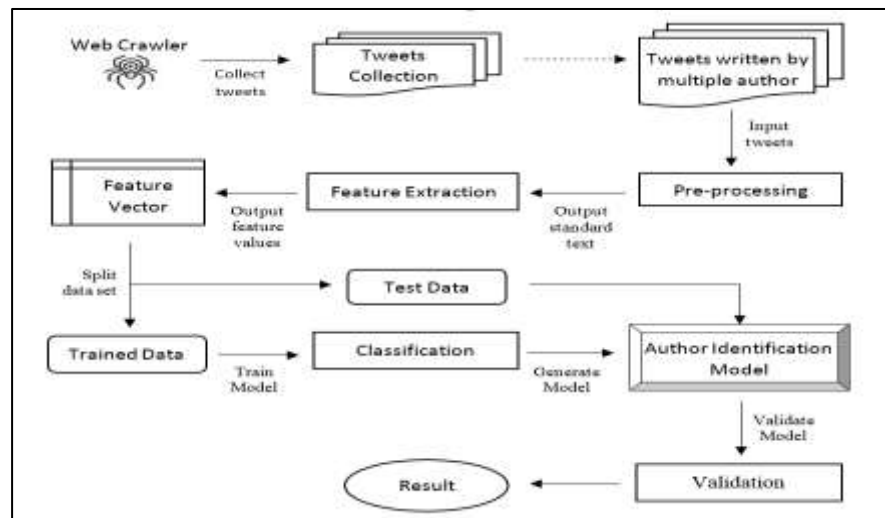 Web Crawler
Collect
tweets
Tweets
Collection
Tweets written by
multiple author
Input
tweets
Feature
Vector
Output
feature
values
Feature Extraction
Output
standard
text
Pre-processing
Split
data set
Test Data
Trained Data
Train
Model
Classification
Generate
Model
Author Identification
Model
Validate
Model
Result
Validation